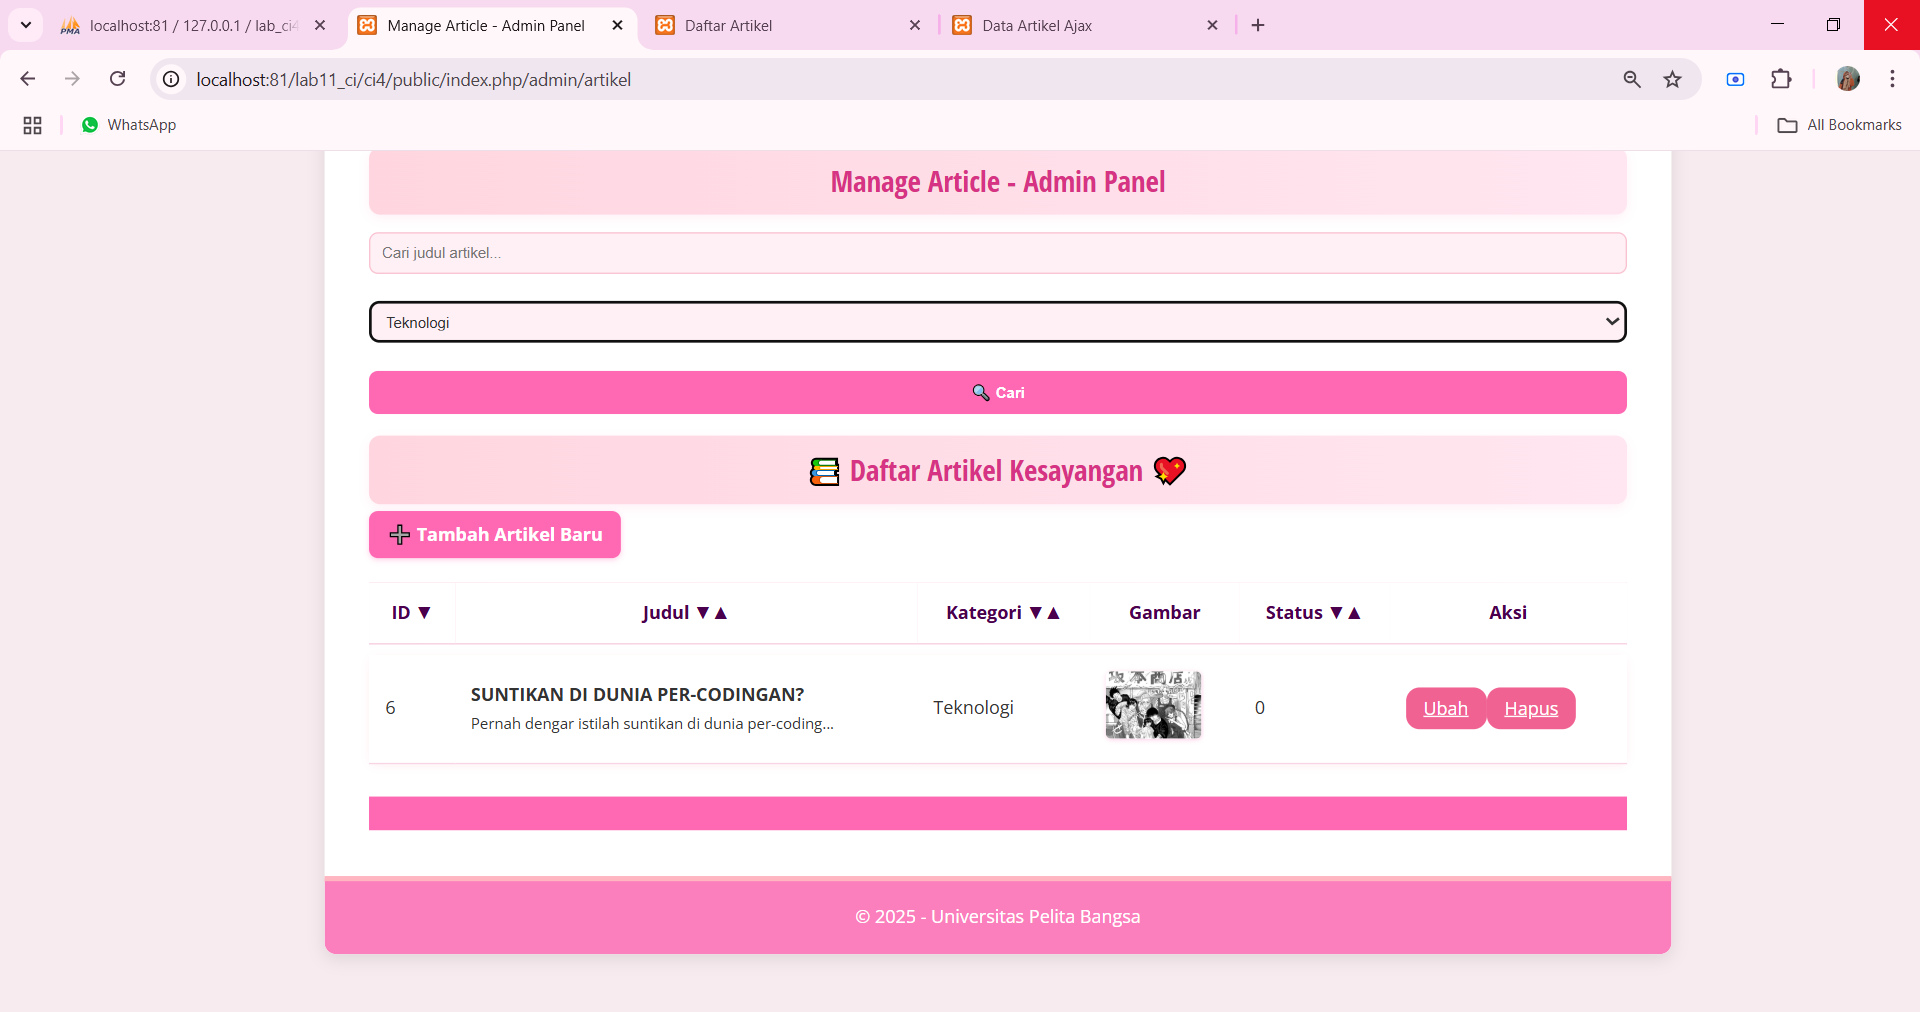 localhost:81 / 127.0.0.1 / lab_ci4
Manage Article - Admin Panel
Daftar Artikel
Data Artikel Ajax
localhost:81/lab11_ci/ci4/public/index.php/admin/artikel
WhatsApp
All Bookmarks
Manage Article - Admin Panel
Cari judul artikel...
Teknologi
🔍 Cari
📚 Daftar Artikel Kesayangan 💖
➕ Tambah Artikel Baru
ID ▼ Judul ▼▲ Kategori ▼▲ Gambar Status ▼▲ Aksi
6 SUNTIKAN DI DUNIA PER-CODINGAN? Teknologi 0 Ubah Hapus
Pernah dengar istilah suntikan di dunia per-coding...
© 2025 - Universitas Pelita Bangsa